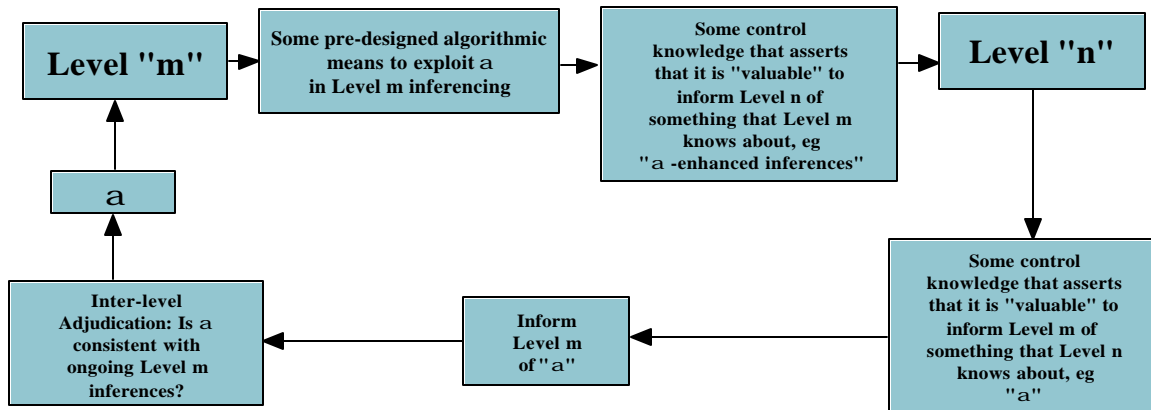 Level "m"
Some pre-designed algorithmic
means to exploit a
in Level m inferencing
Some control
knowledge that asserts
that it is "valuable" to
inform Level n of
something that Level m
knows about, eg
"a -enhanced inferences"
Level "n"
Some control
knowledge that asserts
that it is "valuable" to
inform Level m of
something that Level n
knows about, eg
"a"
Inform
Level m
of "a"
Inter-level
Adjudication: Is a
consistent with
ongoing Level m
inferences?
a